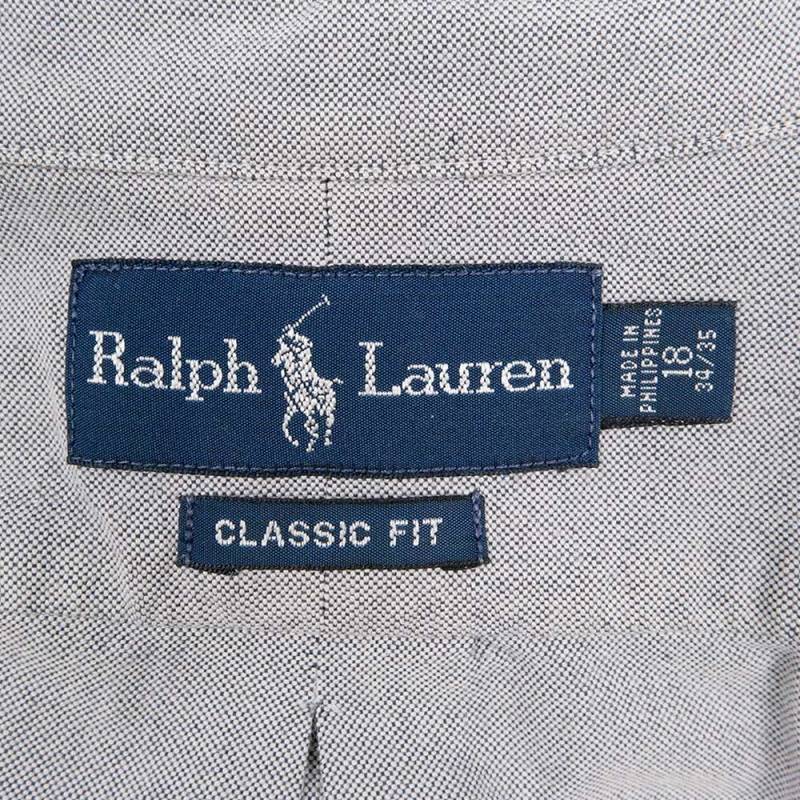 Ralph Lauren
MADE IN
PHILIPPINES
18
34/35
CLASSIC FIT